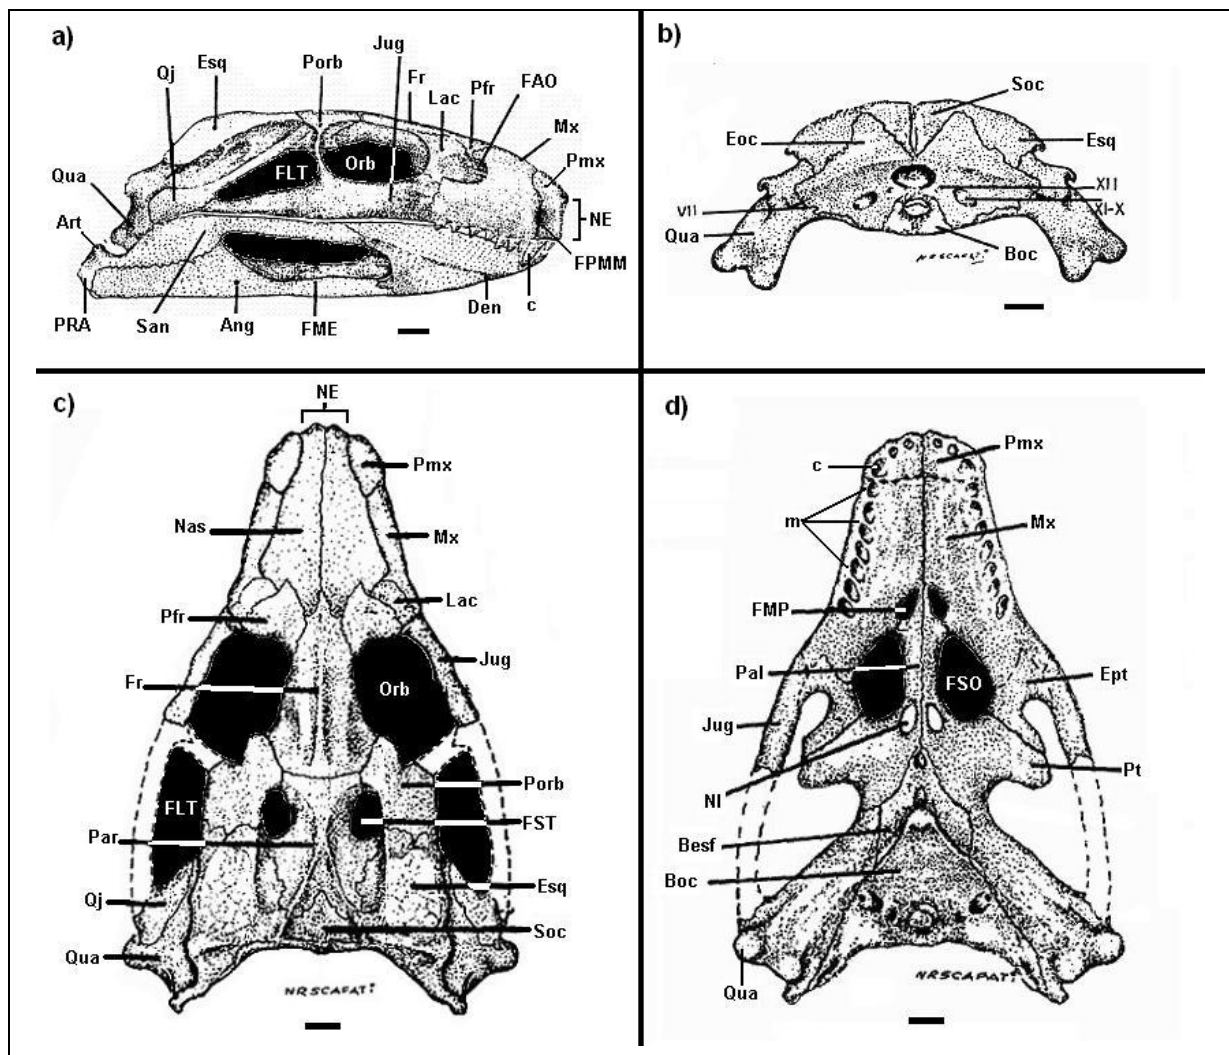 a)
Jug
Qj
Esq
Porb
Fr
Lac
Pfr
FAO
Mx
Pmx
Qua
FLT
Orb
Art
NE
FPMM
PRA
San
Ang
FME
Den
c
b)
Soc
Eoc
Esq
XII
VII
XI-X
Qua
Boc
NRSCAFATI
c)
NE
Pmx
Nas
Mx
Pfr
Lac
Jug
Fr
Orb
FLT
Porb
FST
Par
Esq
Qj
Soc
Qua
NRSCAFATI
d)
Pmx
c
m
Mx
FMP
Pal
FSO
Ept
Jug
NI
Pt
Besf
Boc
Qua
NRSCAFATI